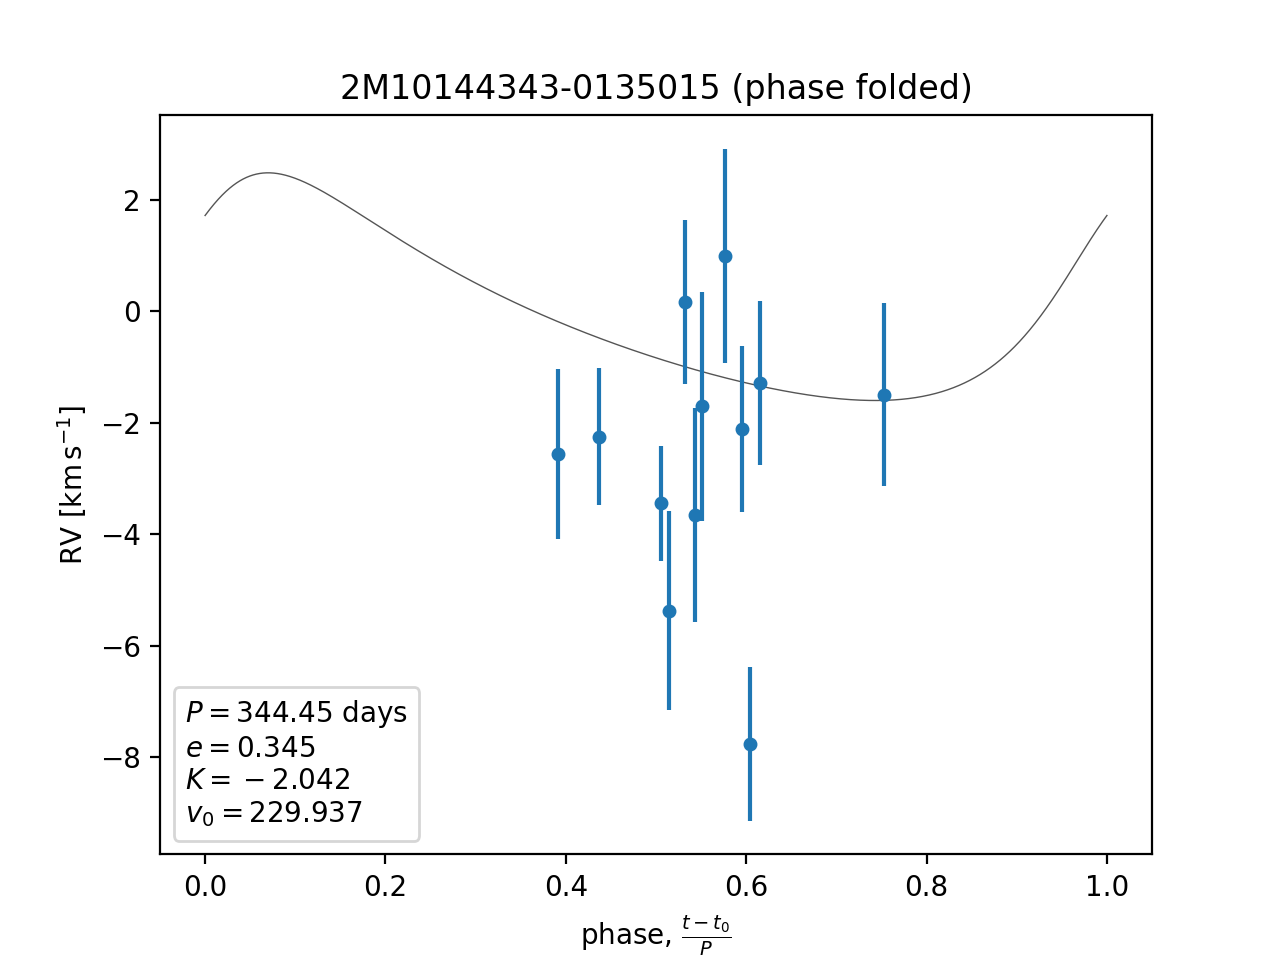 2M10144343-0135015 (phase folded)
RV [km s⁻¹]
2
0
−2
−4
−6
−8
P = 344.45 days
e = 0.345
K = −2.042
v₀ = 229.937
0.0 0.2 0.4 0.6 0.8 1.0
phase, (t − t₀)/P